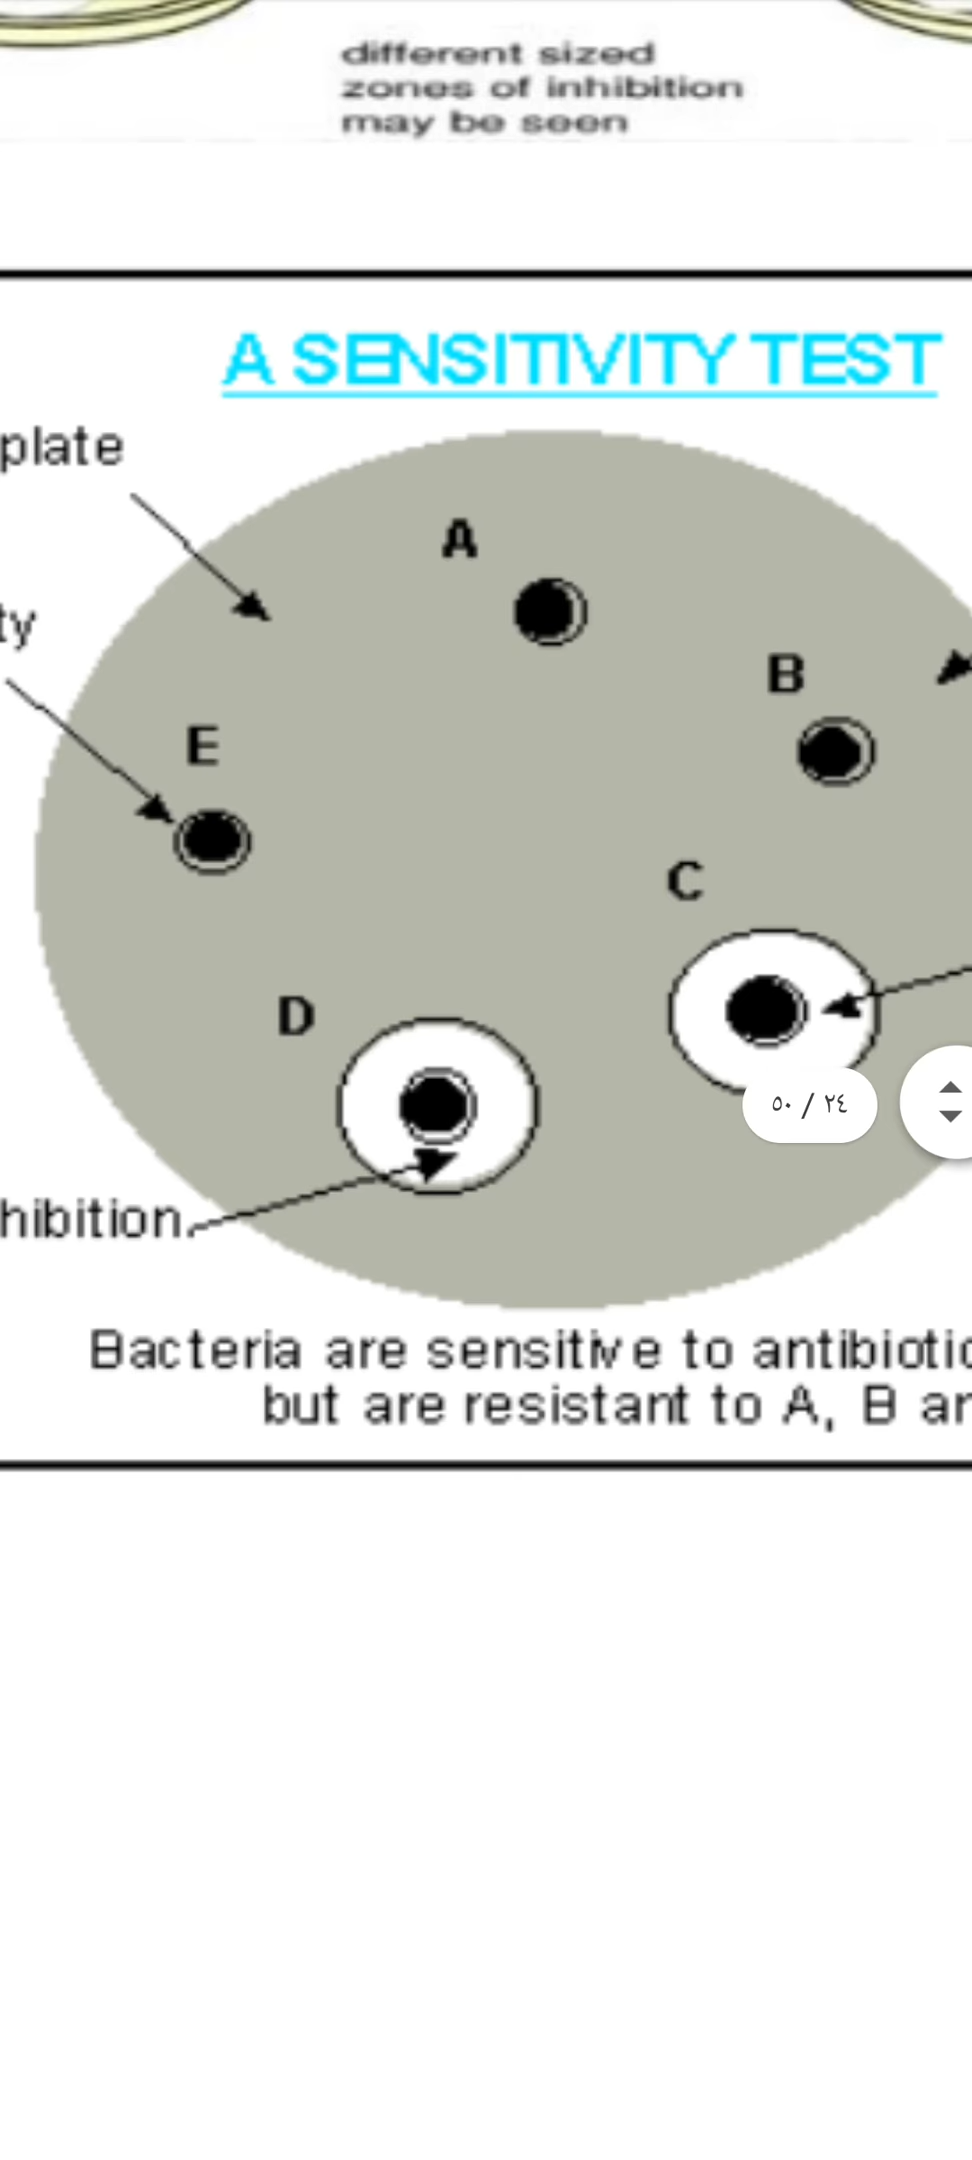 different sized
zones of inhibition
may be seen
A SENSITIVITY TEST
plate
A
ty
B
E
C
D
٢٤ / ٥٠
hibition
Bacteria are sensitive to antibiotic
but are resistant to A, B an